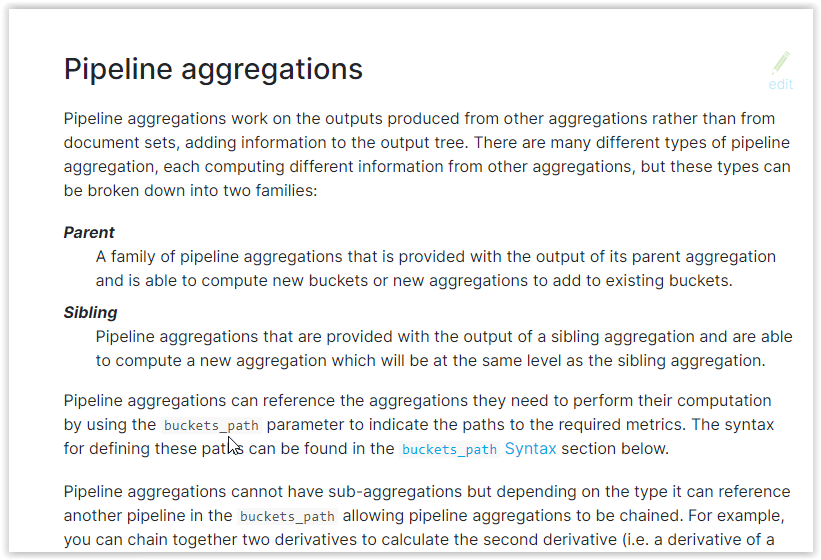 Pipeline aggregations
edit
Pipeline aggregations work on the outputs produced from other aggregations rather than from
document sets, adding information to the output tree. There are many different types of pipeline
aggregation, each computing different information from other aggregations, but these types can
be broken down into two families:
Parent
A family of pipeline aggregations that is provided with the output of its parent aggregation
and is able to compute new buckets or new aggregations to add to existing buckets.
Sibling
Pipeline aggregations that are provided with the output of a sibling aggregation and are able
to compute a new aggregation which will be at the same level as the sibling aggregation.
Pipeline aggregations can reference the aggregations they need to perform their computation
by using the buckets_path parameter to indicate the paths to the required metrics. The syntax
for defining these paths can be found in the buckets_path Syntax section below.
Pipeline aggregations cannot have sub-aggregations but depending on the type it can reference
another pipeline in the buckets_path allowing pipeline aggregations to be chained. For example,
you can chain together two derivatives to calculate the second derivative (i.e. a derivative of a